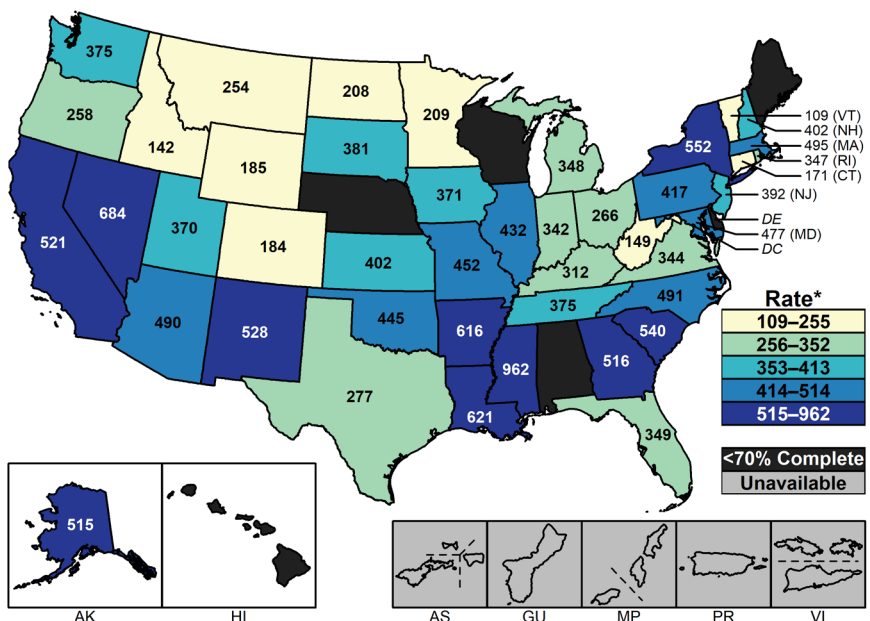 375
254
208
209
109 (VT)
402 (NH)
495 (MA)
347 (RI)
171 (CT)
552
258
142
381
348
185
392 (NJ)
417
371
DE
477 (MD)
DC
684
370
266
432
342
521
184
149
344
452
402
312
Rate*
109–255
256–352
353–413
414–514
515–962
375
491
490
528
445
616
540
516
962
277
621
349
<70% Complete
Unavailable
515
AK
HI
AS
GU
MP
PR
VI